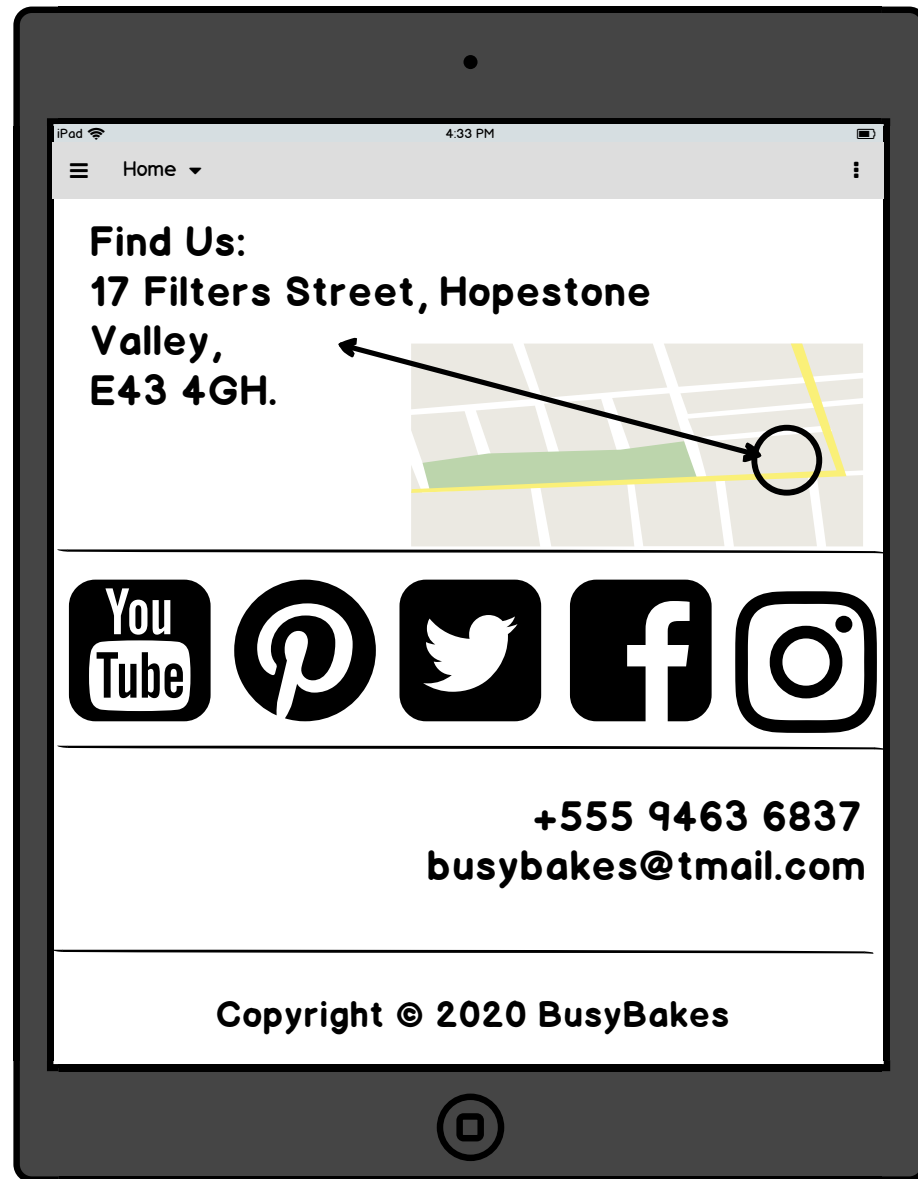 iPad
4:33 PM
Home
Find Us:
17 Filters Street, Hopestone
Valley,
E43 4GH.
You
Tube
+555 9463 6837
busybakes@tmail.com
Copyright © 2020 BusyBakes